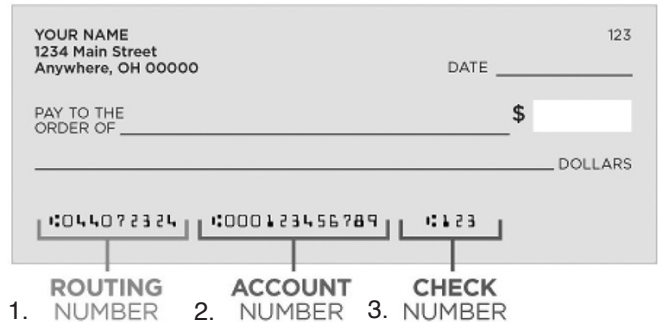 YOUR NAME 123
1234 Main Street
Anywhere, OH 00000
DATE
PAY TO THE
ORDER OF $
DOLLARS
⑆044072324 ⑆000123456789 ⑆123
ROUTING ACCOUNT CHECK
1. NUMBER 2. NUMBER 3. NUMBER